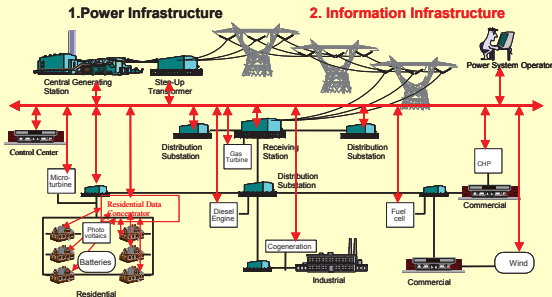 1.Power Infrastructure
2. Information Infrastructure
Central Generating
Station
Step-Up
Transformer
Power System Operator
Control Center
Distribution
Substation
Gas
Turbine
Receiving
Station
Distribution
Substation
Micro-
turbine
CHP
Distribution
Substation
Residential Data
Concentrator
Commercial
Photo
voltaics
Diesel
Engine
Fuel
cell
Batteries
Cogeneration
Wind
Residential
Industrial
Commercial